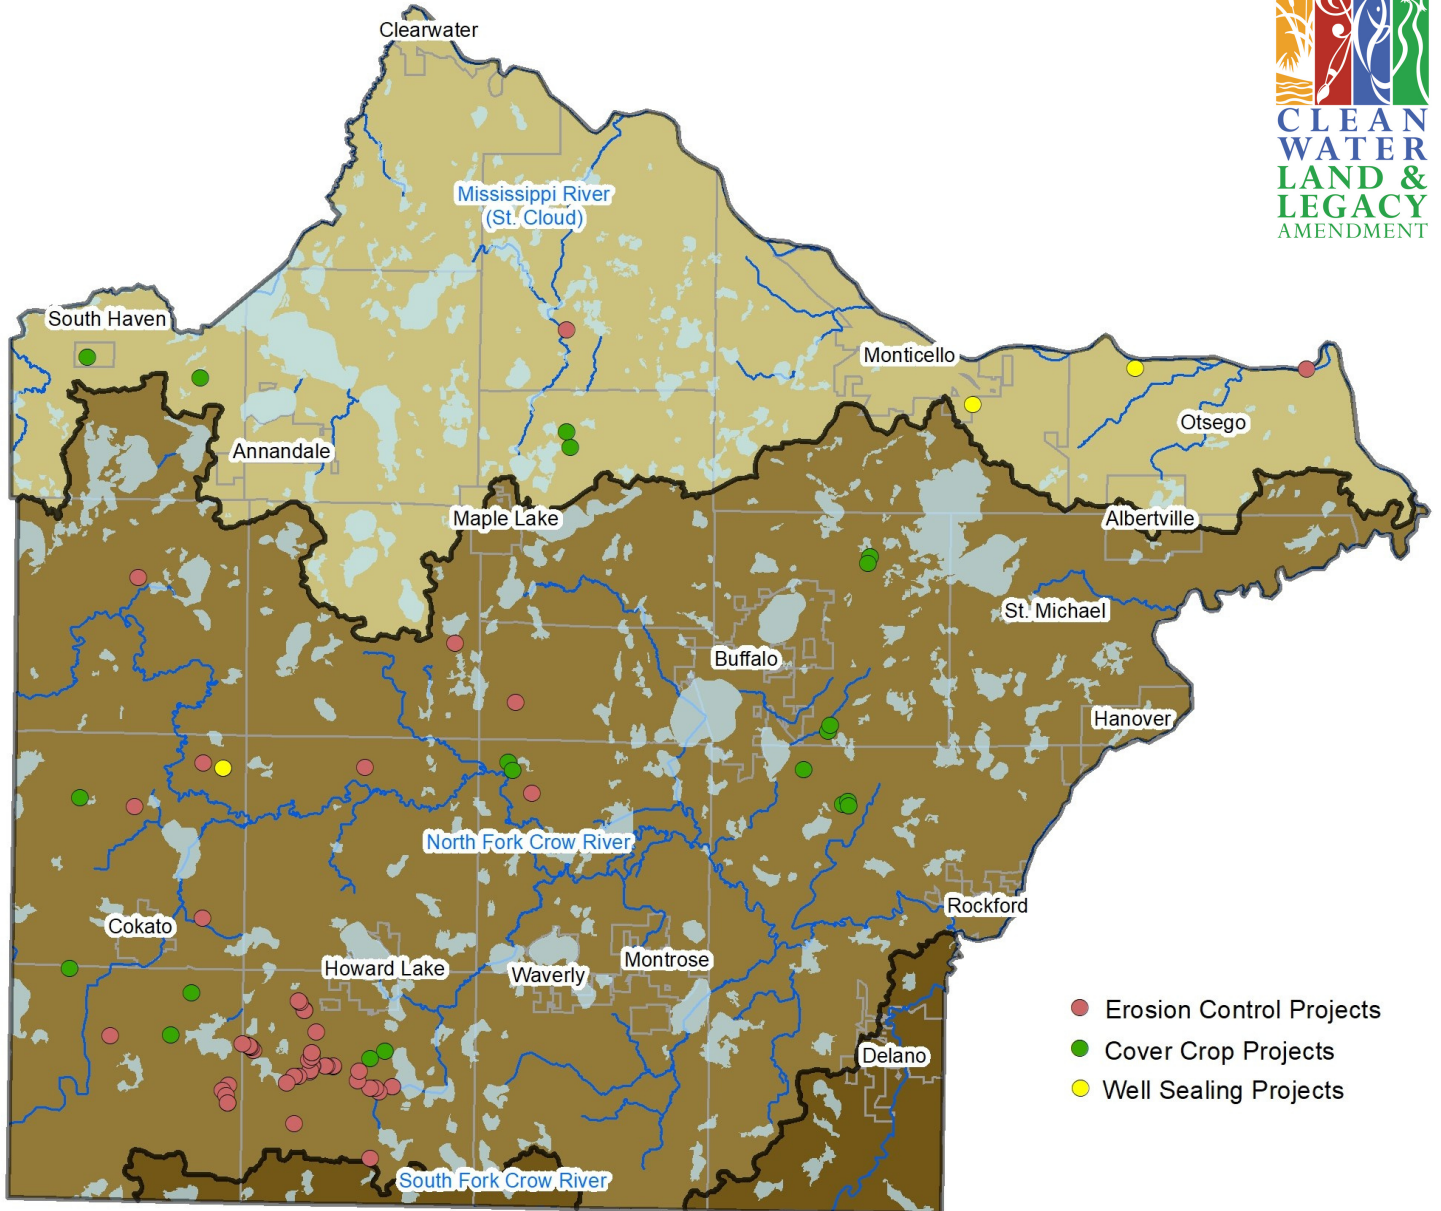 Clearwater
CLEAN
WATER
LAND &
LEGACY
AMENDMENT
Mississippi River
(St. Cloud)
South Haven
Monticello
Otsego
Annandale
Maple Lake
Albertville
St. Michael
Buffalo
Hanover
North Fork Crow River
Rockford
Cokato
Montrose
Howard Lake
Waverly
Delano
South Fork Crow River
Erosion Control Projects
Cover Crop Projects
Well Sealing Projects